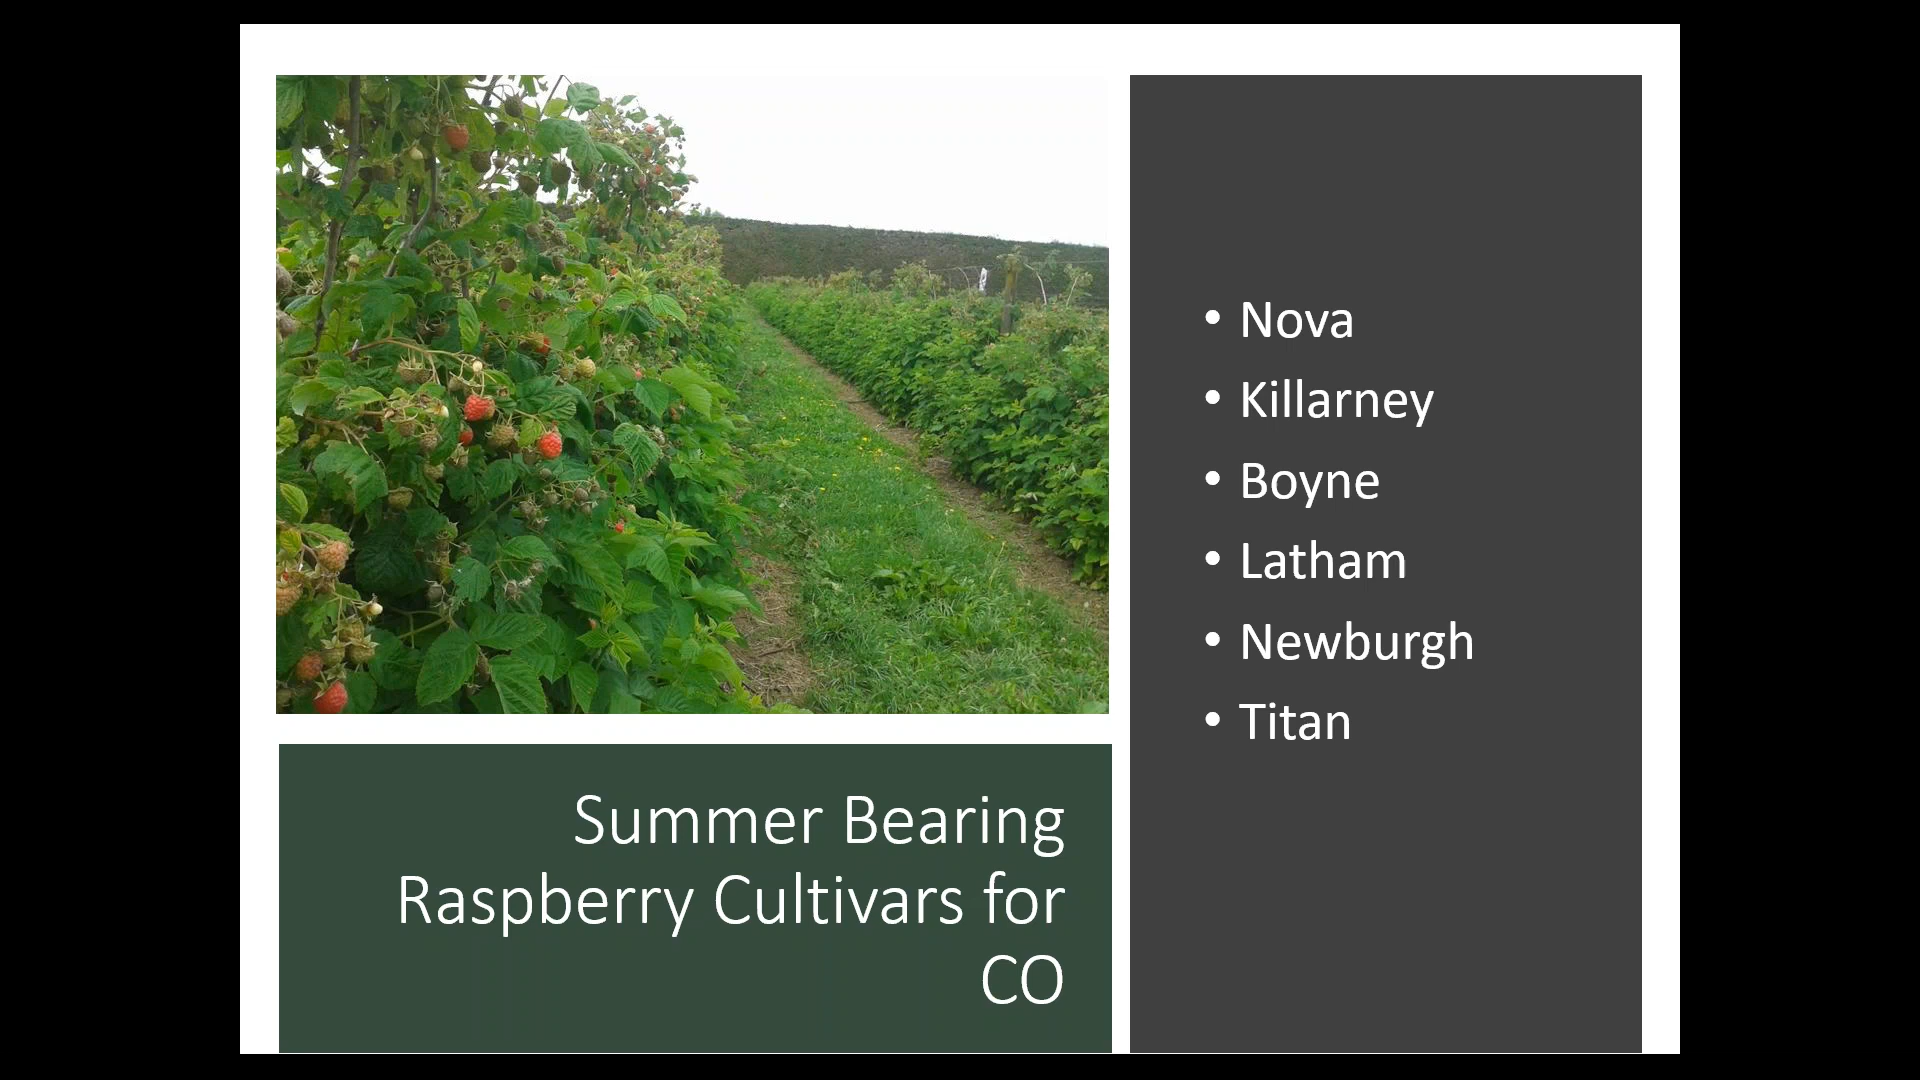 Summer Bearing
Raspberry Cultivars for
CO
• Nova
• Killarney
• Boyne
• Latham
• Newburgh
• Titan